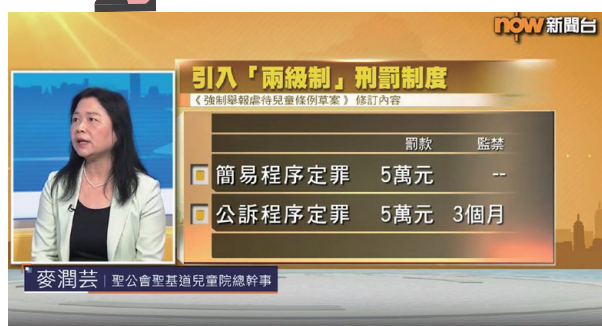 now 新聞台
引入「兩級制」刑罰制度
《強制舉報虐待兒童條例草案》修訂內容
罰款 監禁
簡易程序定罪 5萬元 --
公訴程序定罪 5萬元 3個月
麥潤芸 聖公會聖基道兒童院總幹事